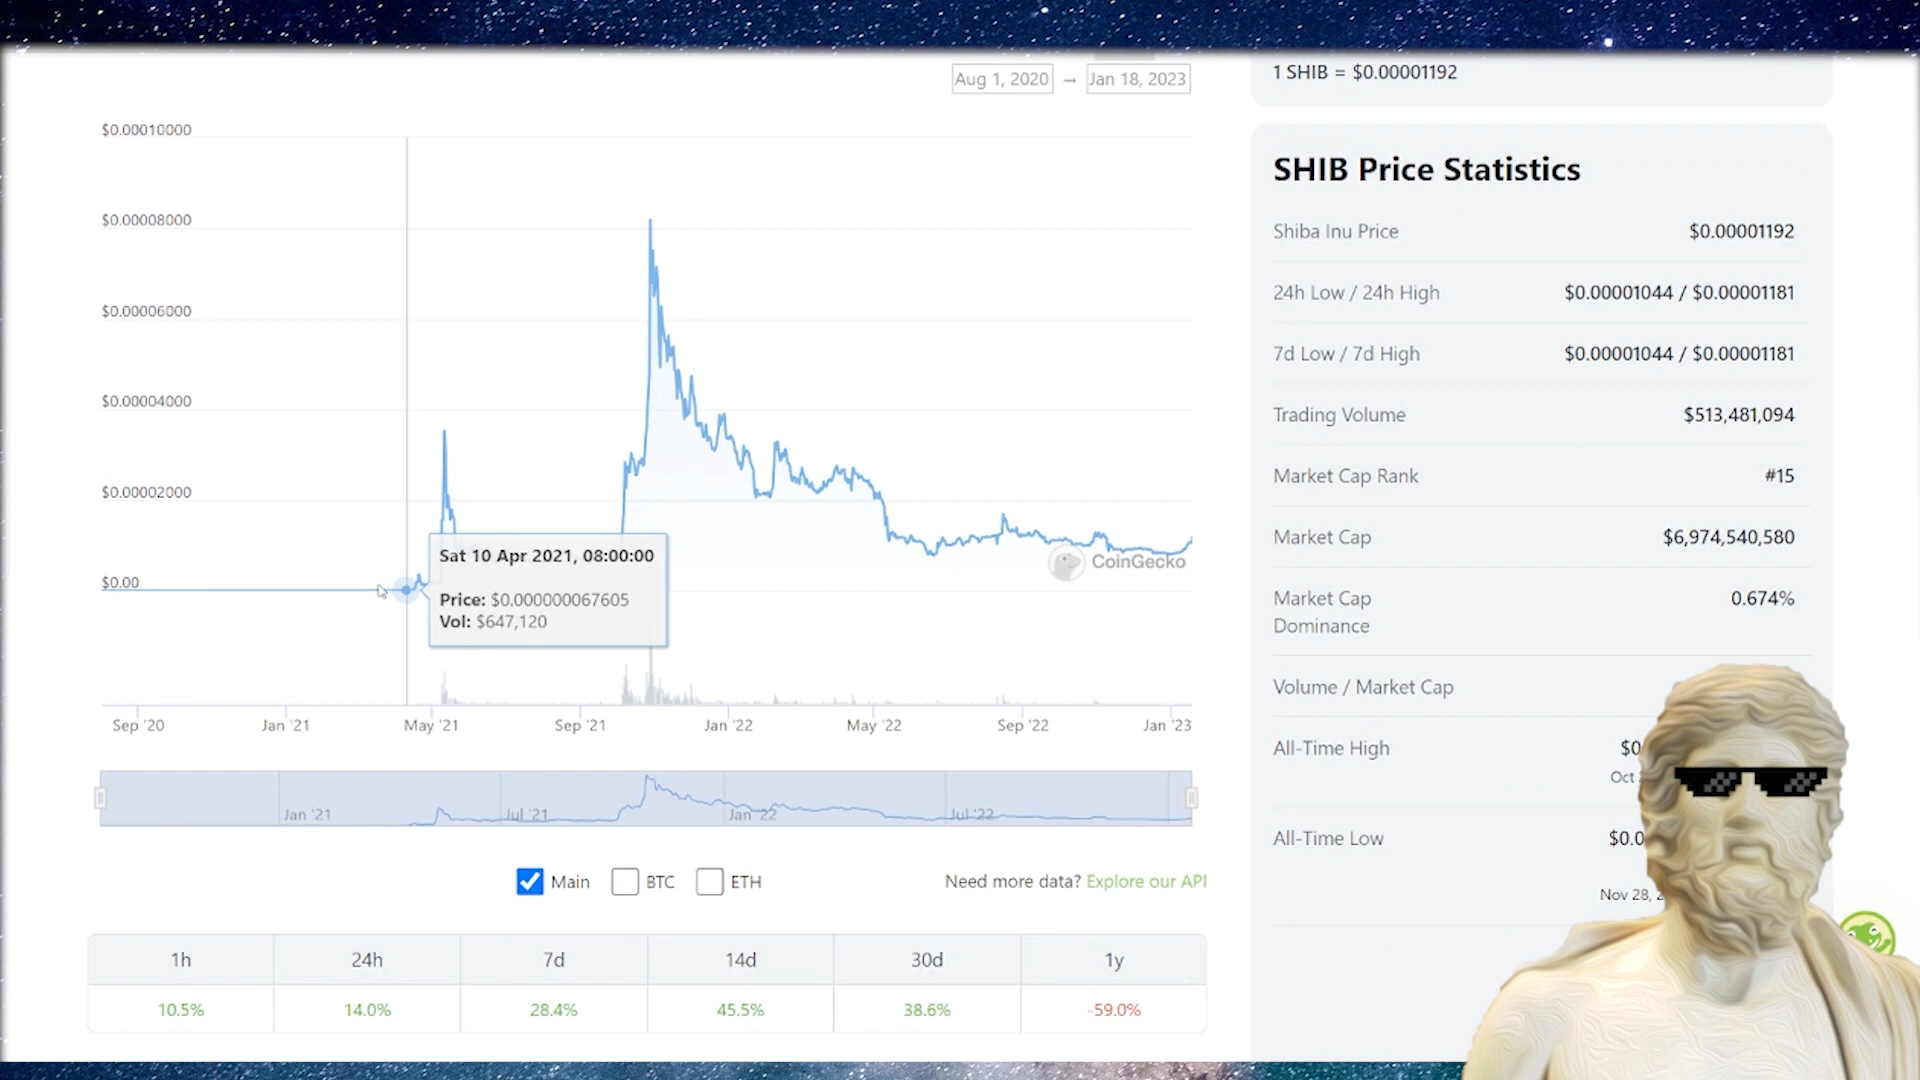 Aug 1, 2020 → Jan 18, 2023
1 SHIB = $0.00001192
$0.00010000
$0.00008000
$0.00006000
$0.00004000
$0.00002000
$0.00
Sat 10 Apr 2021, 08:00:00
Price: $0.000000067605
Vol: $647,120
CoinGecko
Sep '20 Jan '21 May '21 Sep '21 Jan '22 May '22 Sep '22 Jan '23
Jan '21 Jul '21 Jan '22 Jul '22
Main BTC ETH
Need more data? Explore our API
1h 24h 7d 14d 30d 1y
10.5% 14.0% 28.4% 45.5% 38.6% -59.0%
SHIB Price Statistics
Shiba Inu Price $0.00001192
24h Low / 24h High $0.00001044 / $0.00001181
7d Low / 7d High $0.00001044 / $0.00001181
Trading Volume $513,481,094
Market Cap Rank #15
Market Cap $6,974,540,580
Market Cap 0.674%
Dominance
Volume / Market Cap
All-Time High $0
Oct
All-Time Low $0.0
Nov 28,